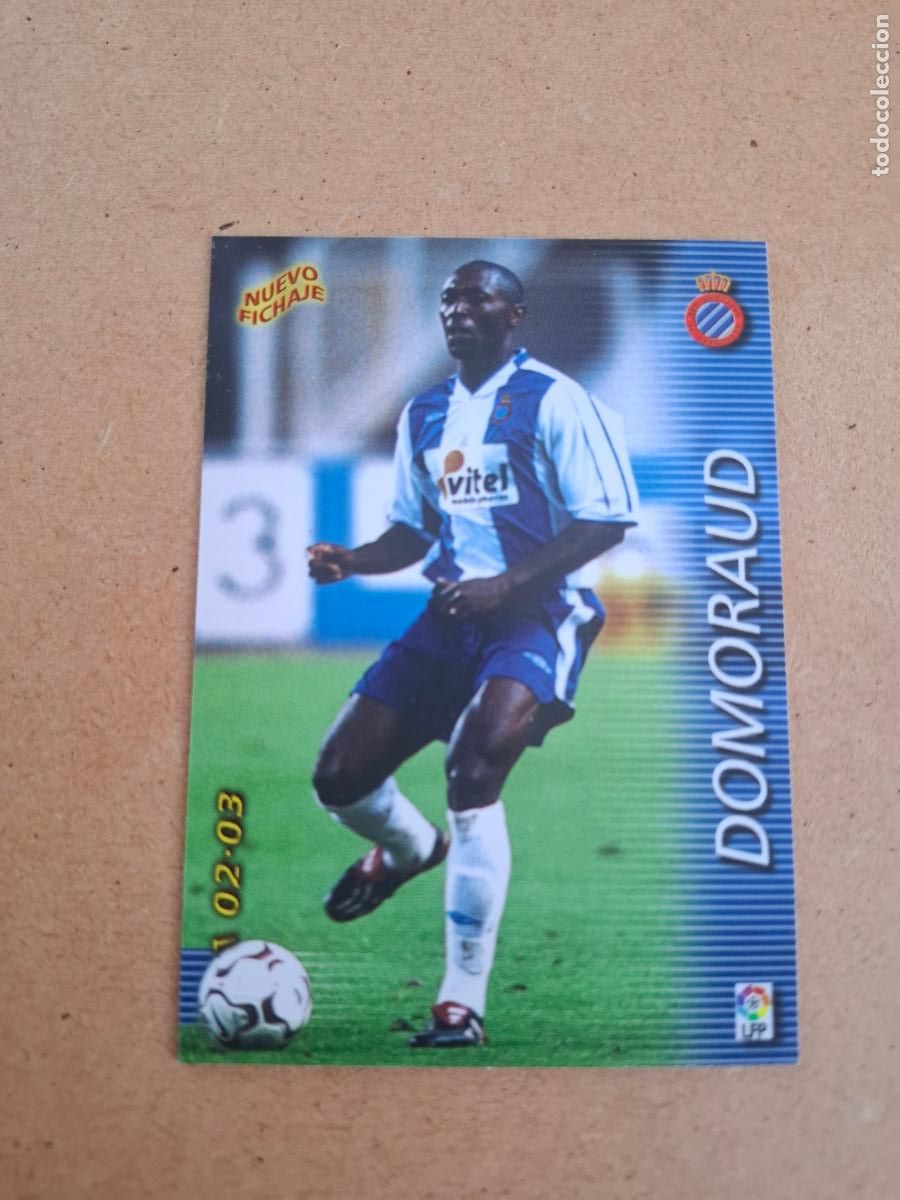 todocoleccion
NUEVO
FICHAJE
3
vitel
DOMORAUD
02·03
LFP